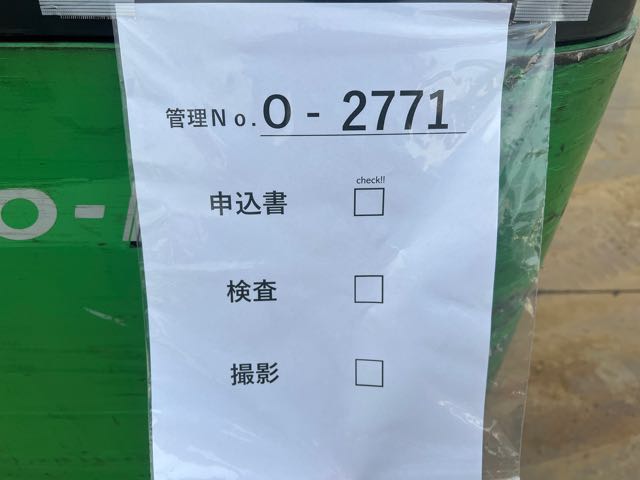 管理No. O - 2771
check!!
申込書
検査
撮影
o-